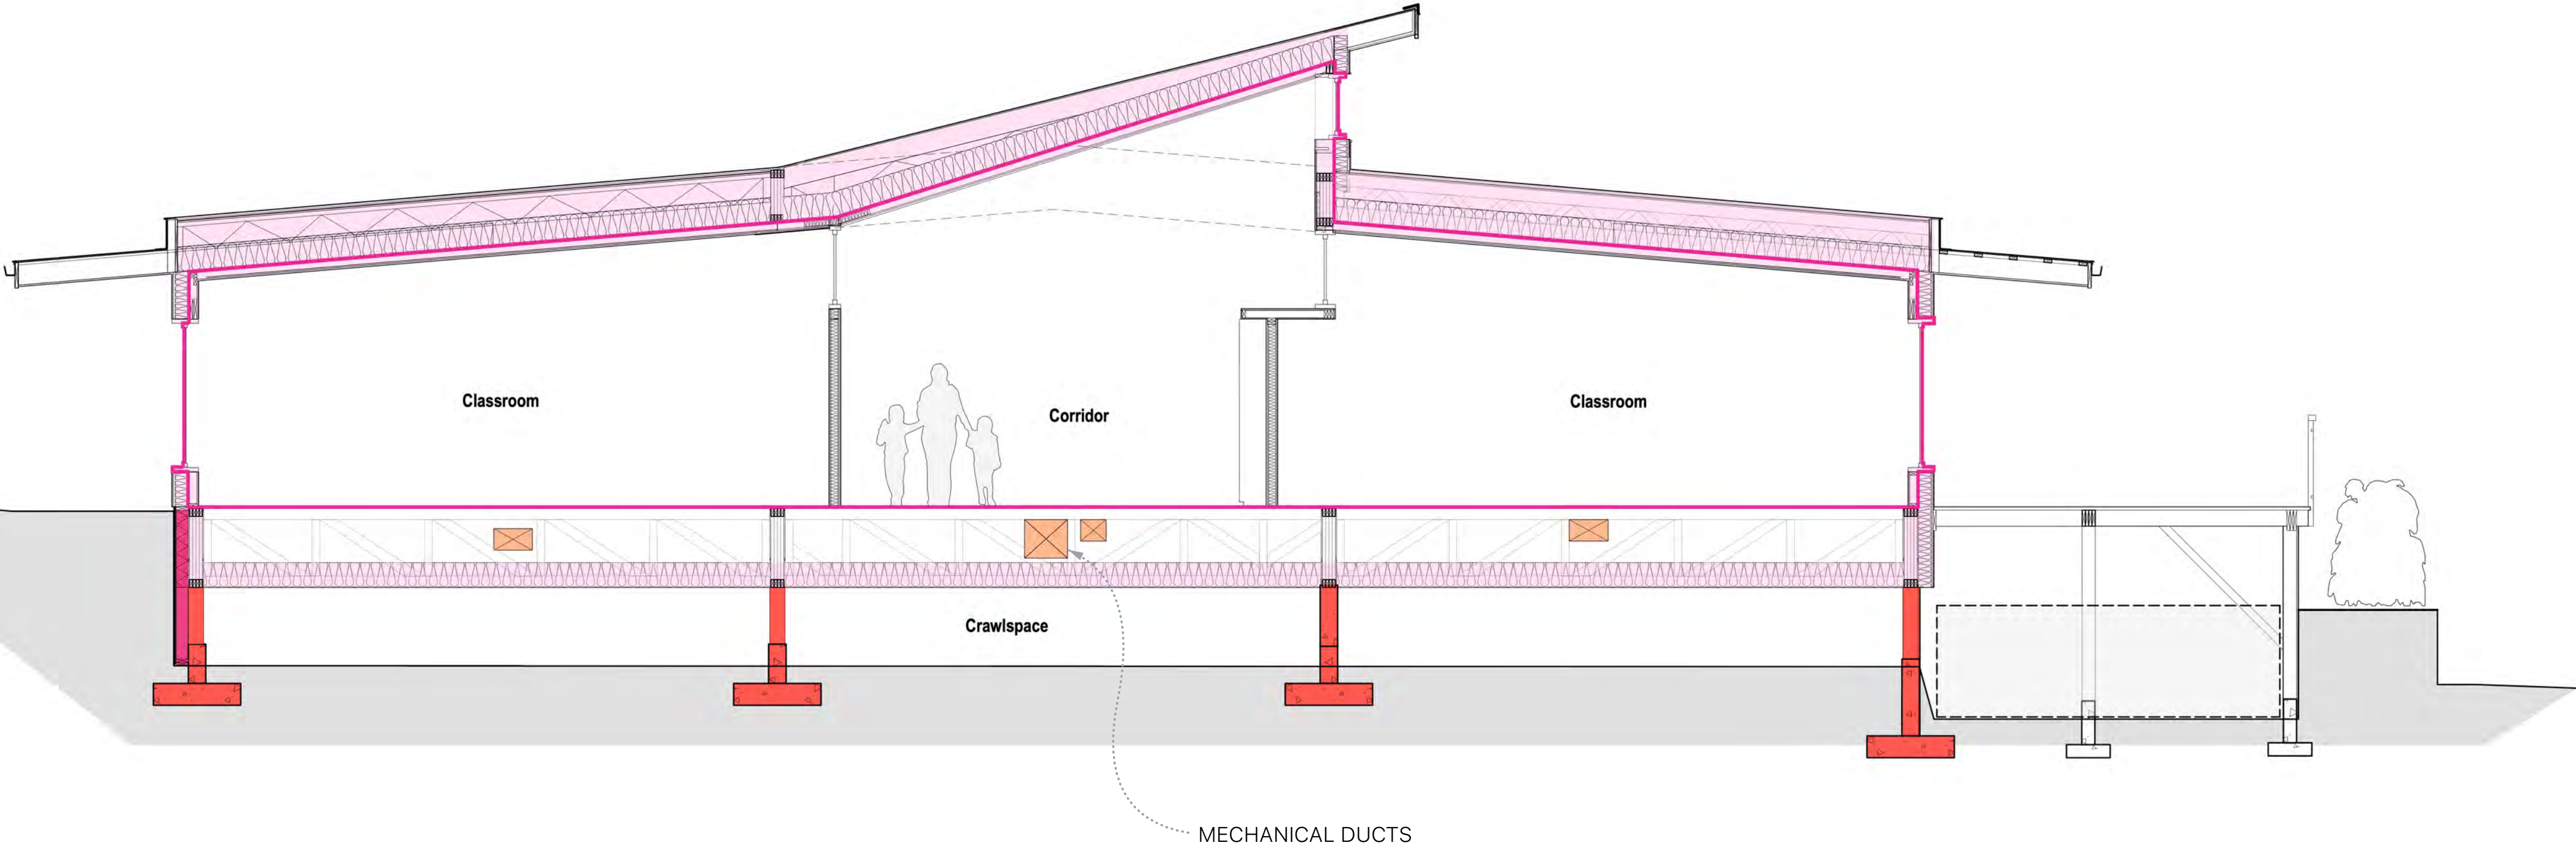 Classroom
Corridor
Classroom
Crawlspace
MECHANICAL DUCTS